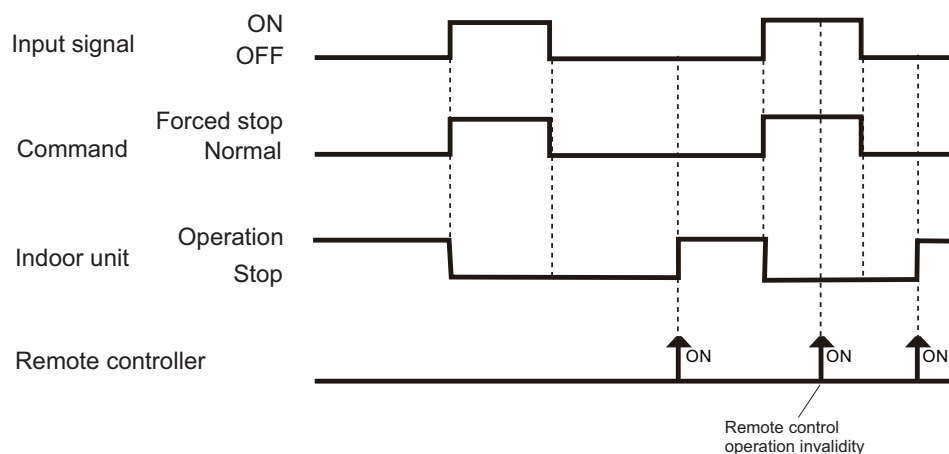 Input signal
ON
OFF
Command
Forced stop
Normal
Indoor unit
Operation
Stop
Remote controller
ON
ON
ON
Remote control
operation invalidity